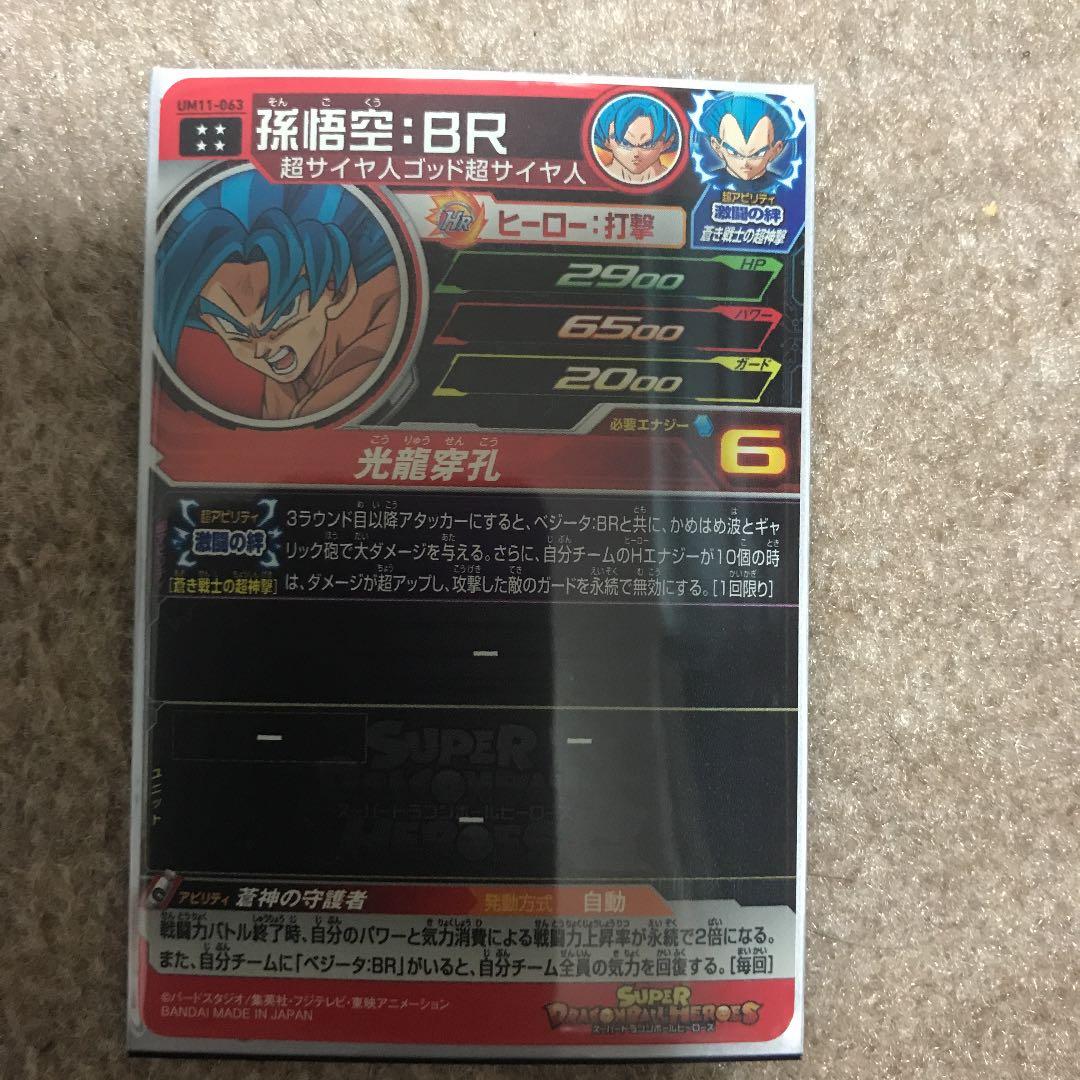 UM11-063
孫悟空:BR
そんごくう
超サイヤ人ゴッド超サイヤ人
超アビリティ
激闘の絆
蒼き戦士の超神撃
HR
ヒーロー:打撃
HP
2900
パワー
6500
ガード
2000
必要エナジー
6
こうりゅうせんこう
光龍穿孔
超アビリティ
激闘の絆
[蒼き戦士の超神撃]
3ラウンド目以降アタッカーにすると、ベジータ:BRと共に、かめはめ波とギャ
リック砲で大ダメージを与える。さらに、自分チームのHエナジーが10個の時
は、ダメージが超アップし、攻撃した敵のガードを永続で無効にする。[1回限り]
ー
ー
ー
ユニット
ー
SUPER
DRAGONBALL
スーパードラゴンボールヒーローズ
HEROES
アビリティ 蒼神の守護者
発動方式 自動
戦闘力バトル終了時、自分のパワーと気力消費による戦闘力上昇率が永続で2倍になる。
また、自分チームに「ベジータ:BR」がいると、自分チーム全員の気力を回復する。[毎回]
©バードスタジオ/集英社・フジテレビ・東映アニメーション
BANDAI MADE IN JAPAN
SUPER
DRAGONBALL HEROES
スーパードラゴンボールヒーローズ